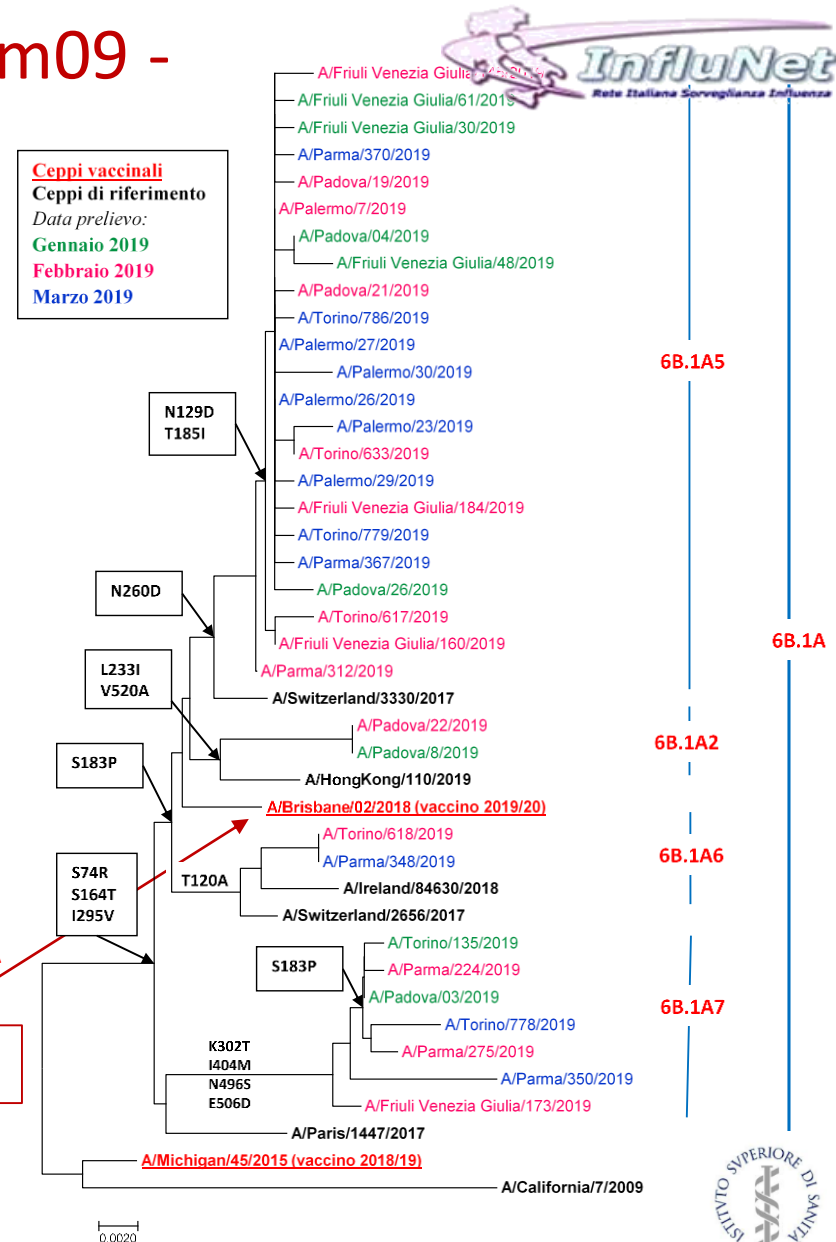 m09 -
InfluNet
Rete Italiana Sorveglianza Influenza
Ceppi vaccinali
Ceppi di riferimento
Data prelievo:
Gennaio 2019
Febbraio 2019
Marzo 2019
A/Friuli Venezia Giulia
A/Friuli Venezia Giulia/61/2019
A/Friuli Venezia Giulia/30/2019
A/Parma/370/2019
A/Padova/19/2019
A/Palermo/7/2019
A/Padova/04/2019
A/Friuli Venezia Giulia/48/2019
A/Padova/21/2019
A/Torino/786/2019
A/Palermo/27/2019
6B.1A5
A/Palermo/30/2019
A/Palermo/26/2019
N129D
T185I
A/Palermo/23/2019
A/Torino/633/2019
A/Palermo/29/2019
A/Friuli Venezia Giulia/184/2019
A/Torino/779/2019
A/Parma/367/2019
N260D
A/Padova/26/2019
A/Torino/617/2019
A/Friuli Venezia Giulia/160/2019
6B.1A
L233I
V520A
A/Parma/312/2019
A/Switzerland/3330/2017
A/Padova/22/2019
6B.1A2
A/Padova/8/2019
S183P
A/HongKong/110/2019
A/Brisbane/02/2018 (vaccino 2019/20)
A/Torino/618/2019
6B.1A6
A/Parma/348/2019
S74R
S164T
I295V
T120A
A/Ireland/84630/2018
A/Switzerland/2656/2017
A/Torino/135/2019
S183P
A/Parma/224/2019
A/Padova/03/2019
6B.1A7
A/Torino/778/2019
K302T
I404M
N496S
E506D
A/Parma/275/2019
A/Parma/350/2019
A/Friuli Venezia Giulia/173/2019
A/Paris/1447/2017
A/Michigan/45/2015 (vaccino 2018/19)
A/California/7/2009
0.0020
ISTITVTO SVPERIORE DI SANITÀ